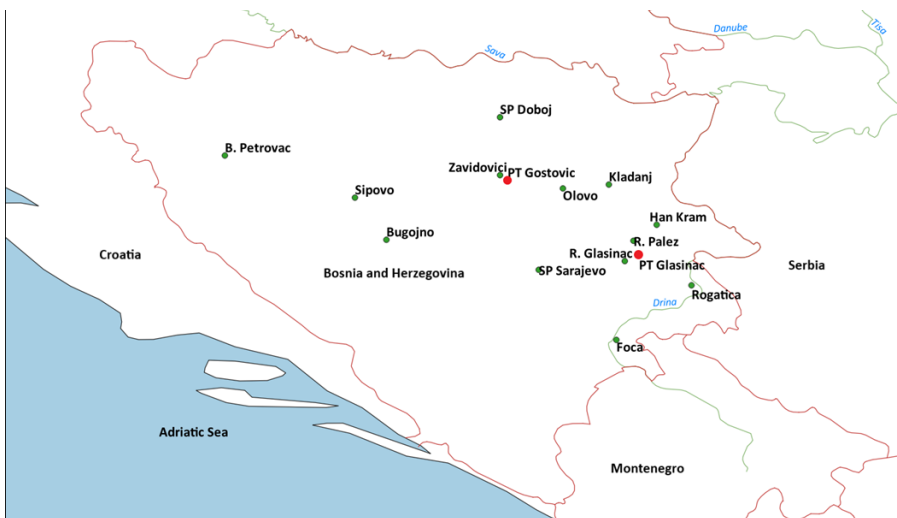 Danube
Tisa
Sava
SP Doboj
B. Petrovac
Zavidovici
PT Gostovic
Kladanj
Sipovo
Olovo
Han Kram
Bugojno
R. Palez
Croatia
R. Glasinac
PT Glasinac
Serbia
Bosnia and Herzegovina
SP Sarajevo
Rogatica
Drina
Foca
Adriatic Sea
Montenegro